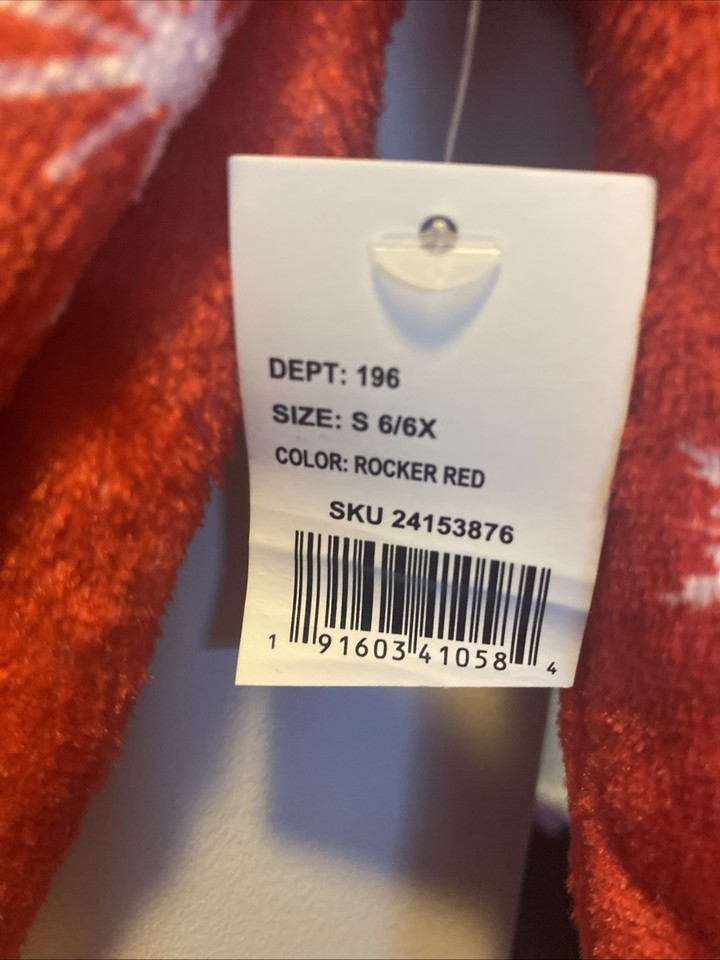 DEPT: 196
SIZE: S 6/6X
COLOR: ROCKER RED
SKU 24153876
1 91603 41058 4